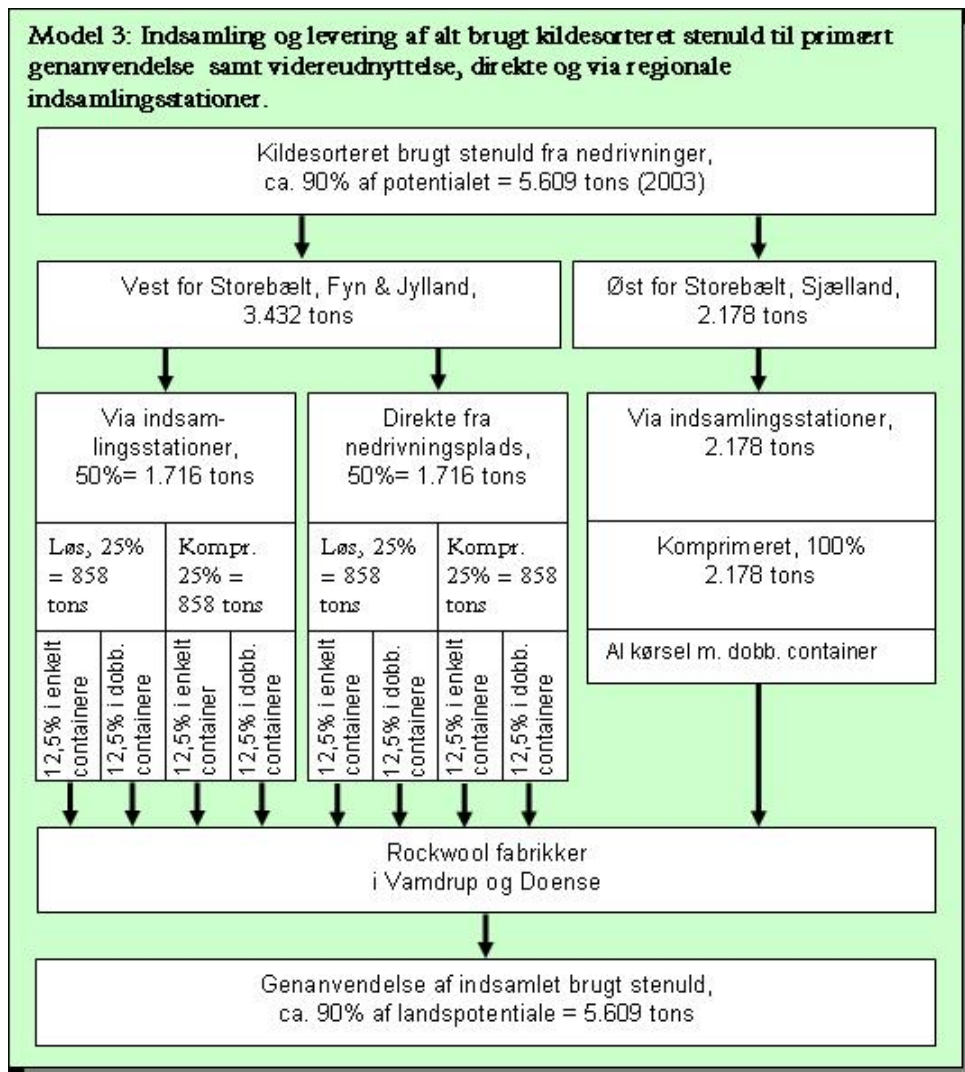 Model 3: Indsamling og levering af alt brugt kildesorteret stenuld til primært
genanvendelse samt videreudnyttelse, direkte og via regionale
indsamlingsstationer.
Kildesorteret brugt stenuld fra nedrivninger,
ca. 90% af potentialet = 5.609 tons (2003)
Vest for Storebælt, Fyn & Jylland,
3.432 tons
Øst for Storebælt, Sjælland,
2.178 tons
Via indsam-
lingsstationer,
50%= 1.716 tons
Direkte fra
nedrivningsplads,
50%= 1.716 tons
Via indsamlingsstationer,
2.178 tons
Løs, 25%
= 858
tons
Kompr.
25% =
858 tons
Løs, 25%
= 858
tons
Kompr.
25% = 858
tons
Komprimeret, 100%
2.178 tons
Al kørsel m. dobb. container
12,5% i enkelt
containere
12,5% i dobb.
containere
12,5% i enkelt
container
12,5% i dobb.
containere
12,5% i enkelt
containere
12,5% i dobb.
containere
12,5% i enkelt
containere
12,5% i dobb.
containere
Rockwool fabrikker
i Vamdrup og Doense
Genanvendelse af indsamlet brugt stenuld,
ca. 90% af landspotentiale = 5.609 tons